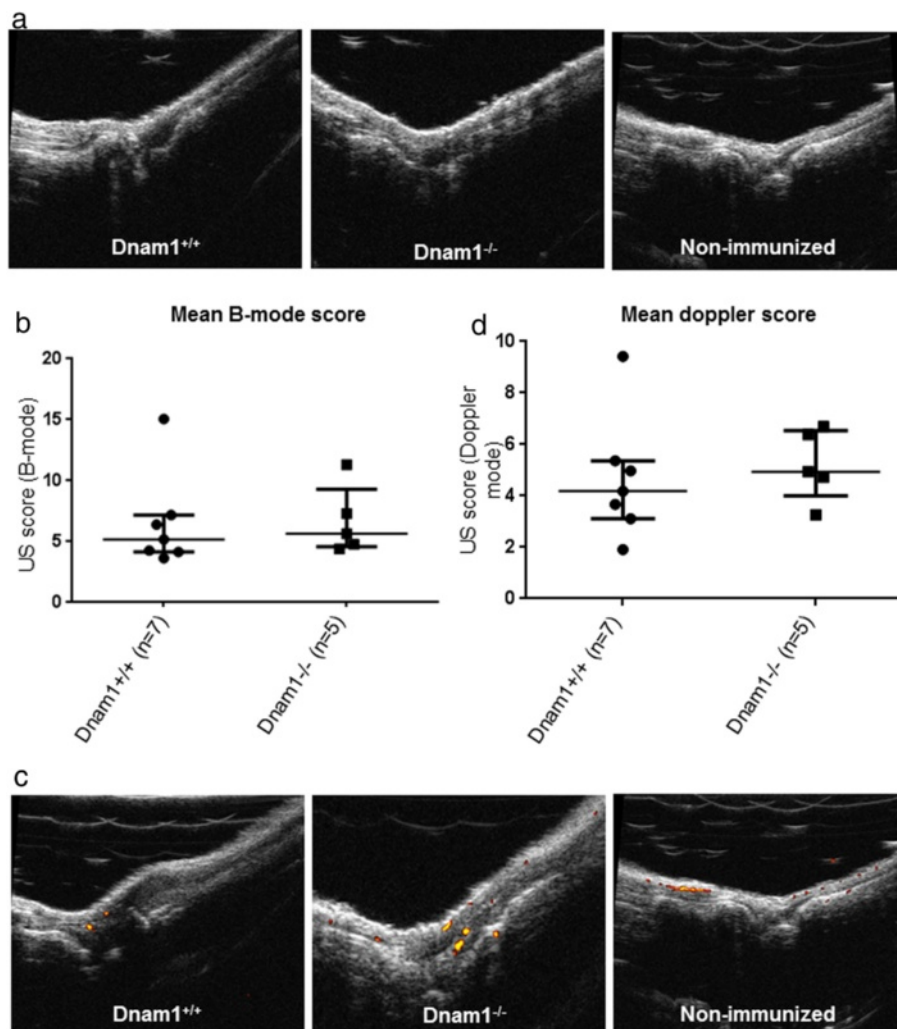 a
Dnam1+/+
Dnam1-/-
Non-immunized
b
Mean B-mode score
US score (B-mode)
20
15
10
5
0
Dnam1+/+ (n=7)
Dnam1-/- (n=5)
d
Mean doppler score
US score (Doppler
mode)
10
8
6
4
2
0
Dnam1+/+ (n=7)
Dnam1-/- (n=5)
c
Dnam1+/+
Dnam1-/-
Non-immunized